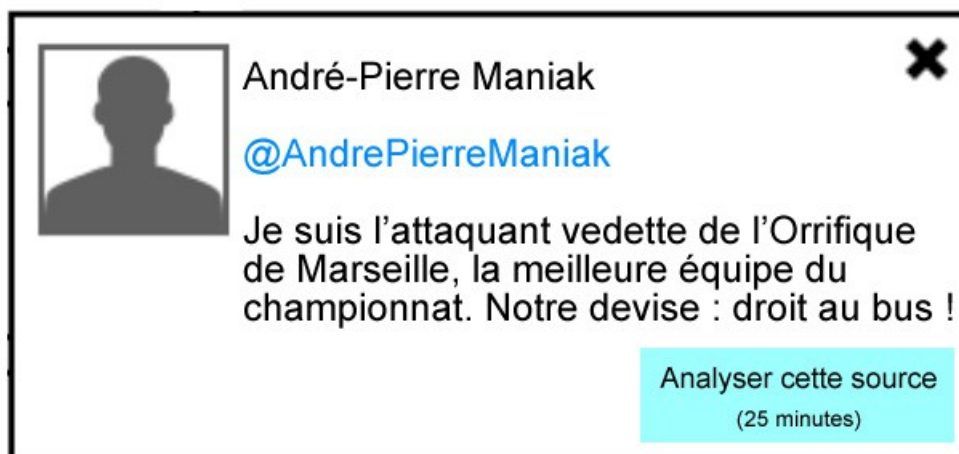 André-Pierre Maniak
@AndrePierreManiak
Je suis l'attaquant vedette de l'Orrifique
de Marseille, la meilleure équipe du
championnat. Notre devise : droit au bus !
Analyser cette source
(25 minutes)